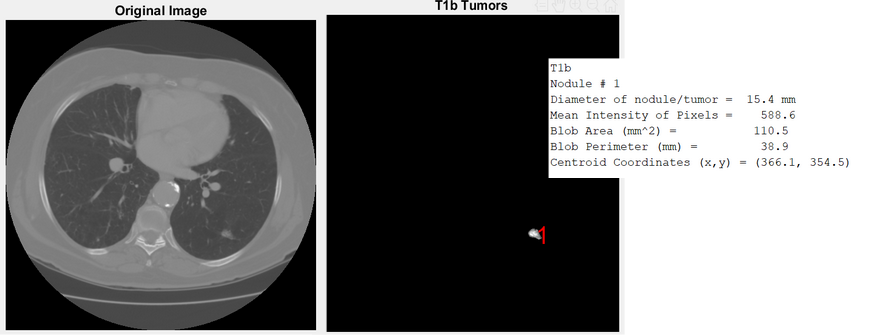 Original Image
T1b Tumors
T1b
Nodule # 1
Diameter of nodule/tumor = 15.4 mm
Mean Intensity of Pixels = 588.6
Blob Area (mm^2) = 110.5
Blob Perimeter (mm) = 38.9
Centroid Coordinates (x,y) = (366.1, 354.5)
1